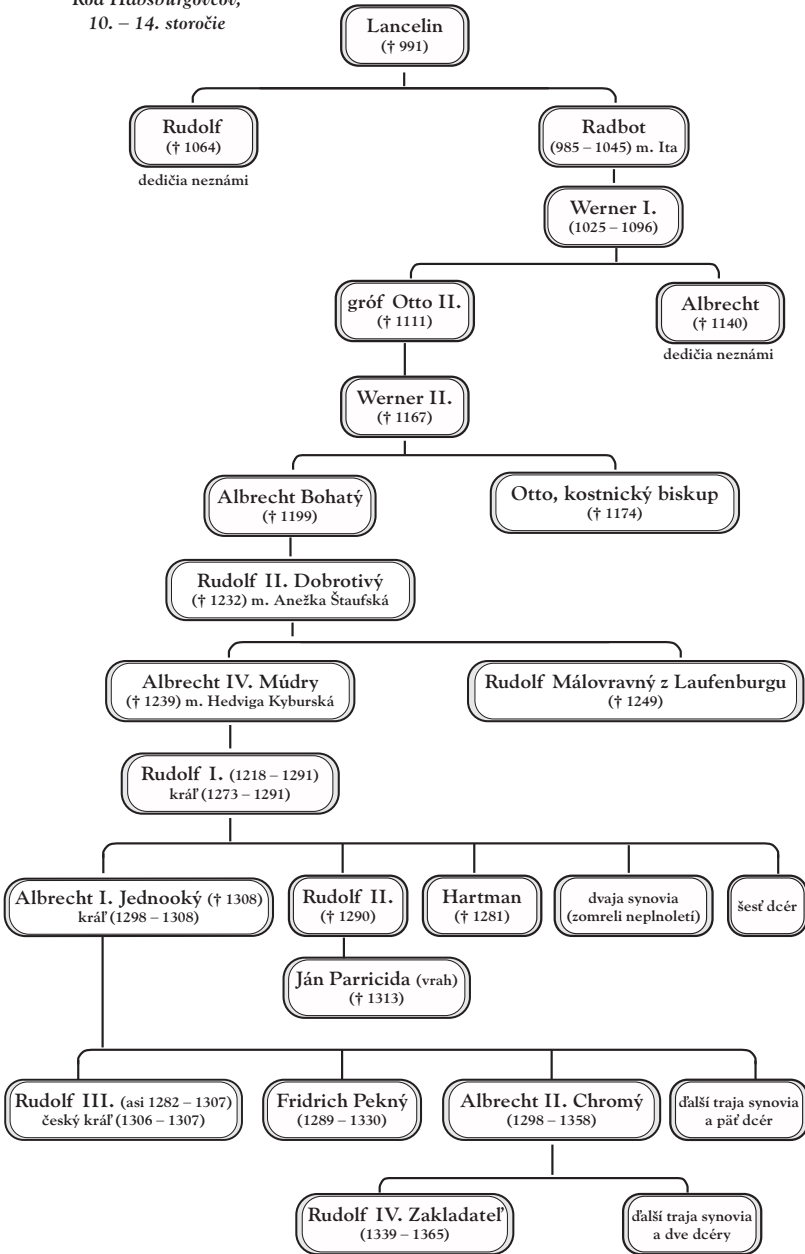 Rod Habsburgovcov,
10. – 14. storočie
Lancelin
(† 991)
Rudolf
(† 1064)
dedičia neznámi
Radbot
(985 – 1045) m. Ita
Werner I.
(1025 – 1096)
gróf Otto II.
(† 1111)
Albrecht
(† 1140)
dedičia neznámi
Werner II.
(† 1167)
Albrecht Bohatý
(† 1199)
Otto, kostnický biskup
(† 1174)
Rudolf II. Dobrotivý
(† 1232) m. Anežka Štaufská
Albrecht IV. Múdry
(† 1239) m. Hedviga Kyburská
Rudolf Málovravný z Laufenburgu
(† 1249)
Rudolf I. (1218 – 1291)
kráľ (1273 – 1291)
Albrecht I. Jednooký († 1308)
kráľ (1298 – 1308)
Rudolf II.
(† 1290)
Hartman
(† 1281)
dvaja synovia
(zomreli neplnoletí)
šesť dcér
Ján Parricida (vrah)
(† 1313)
Rudolf III. (asi 1282 – 1307)
český kráľ (1306 – 1307)
Fridrich Pekný
(1289 – 1330)
Albrecht II. Chromý
(1298 – 1358)
ďalší traja synovia
a päť dcér
Rudolf IV. Zakladateľ
(1339 – 1365)
ďalší traja synovia
a dve dcéry